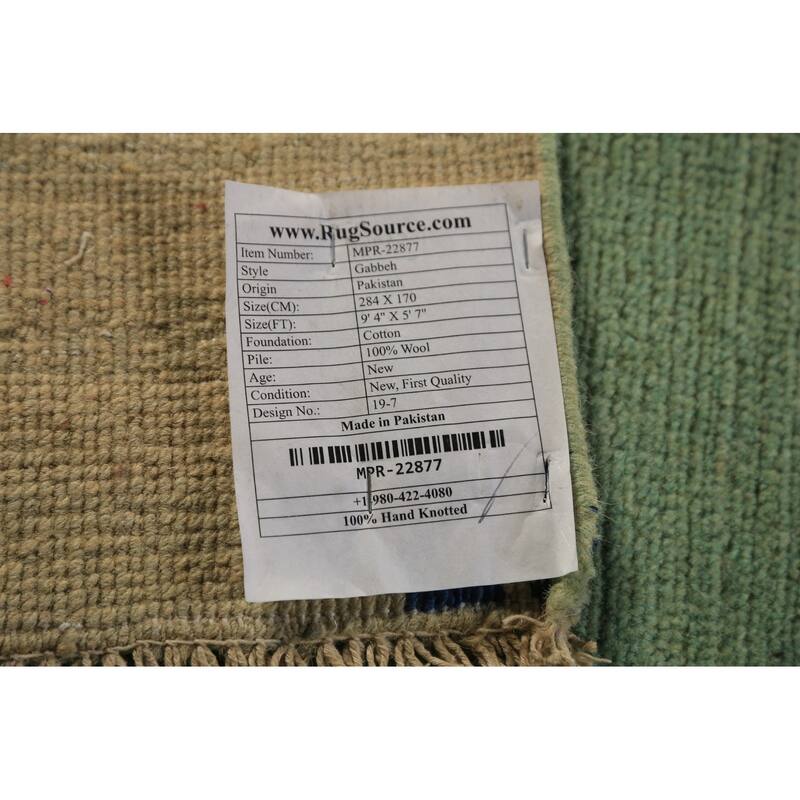 www.RugSource.com
Item Number: MPR-22877
Style Gabbeh
Origin Pakistan
Size(CM): 284 X 170
Size(FT): 9' 4" X 5' 7"
Foundation: Cotton
Pile: 100% Wool
Age: New
Condition: New, First Quality
Design No.: 19-7
Made in Pakistan
MPR-22877
+1-980-422-4080
100% Hand Knotted